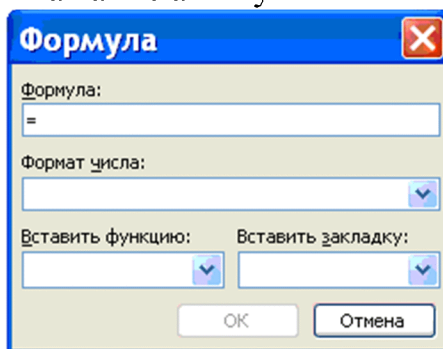 Формула
Формула:
=
Формат числа:
Вставить функцию: Вставить закладку:
ОК Отмена